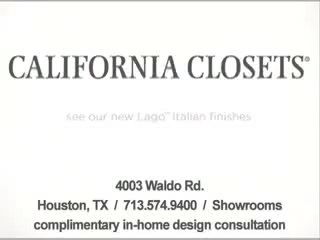 CALIFORNIA CLOSETS®
see our new Lago™ Italian finishes
4003 Waldo Rd.
Houston, TX / 713.574.9400 / Showrooms
complimentary in-home design consultation